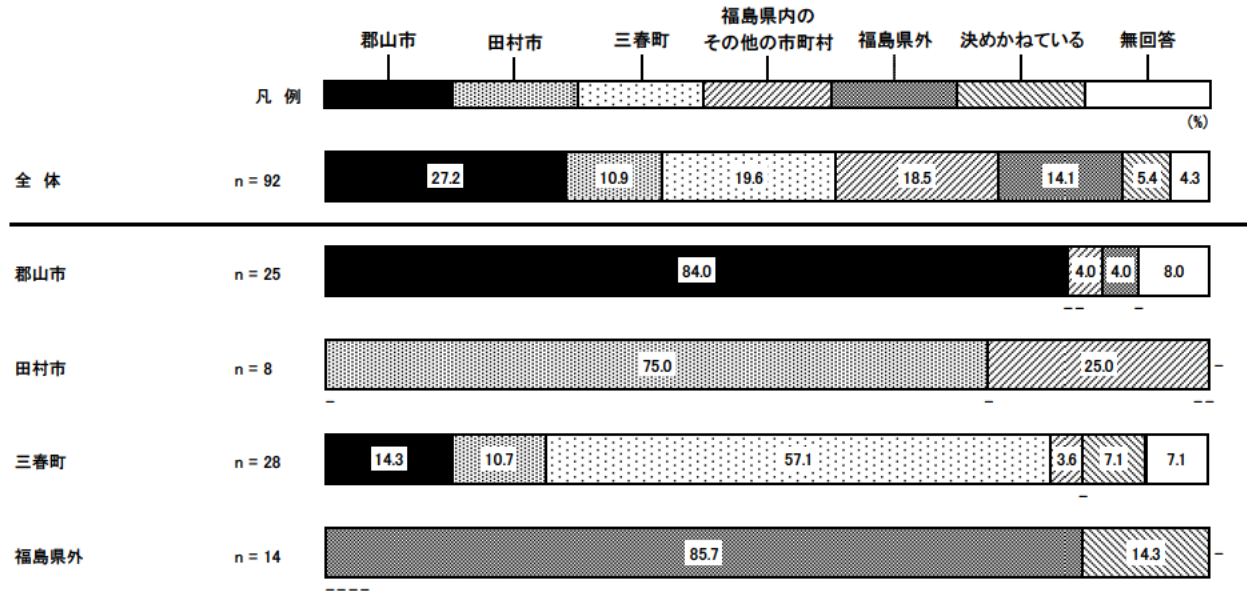 福島県内の
郡山市 田村市 三春町 その他の市町村 福島県外 決めかねている 無回答
凡 例
(%)
全 体 n = 92 27.2 10.9 19.6 18.5 14.1 5.4 4.3
郡山市 n = 25 84.0 4.0 4.0 8.0
-- -
田村市 n = 8 75.0 25.0 -
- - --
三春町 n = 28 14.3 10.7 57.1 3.6 7.1 7.1
-
福島県外 n = 14 85.7 14.3 -
----